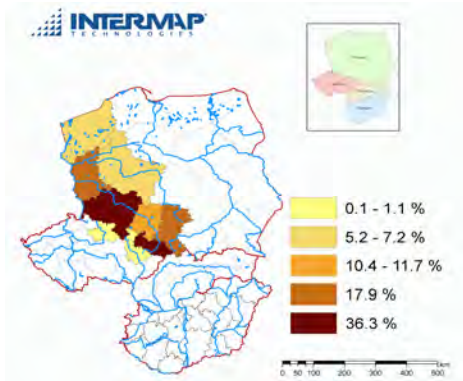 INTERMAP
TECHNOLOGIES
0.1 - 1.1 %
5.2 - 7.2 %
10.4 - 11.7 %
17.9 %
36.3 %
0 50 100 200 300 400 500